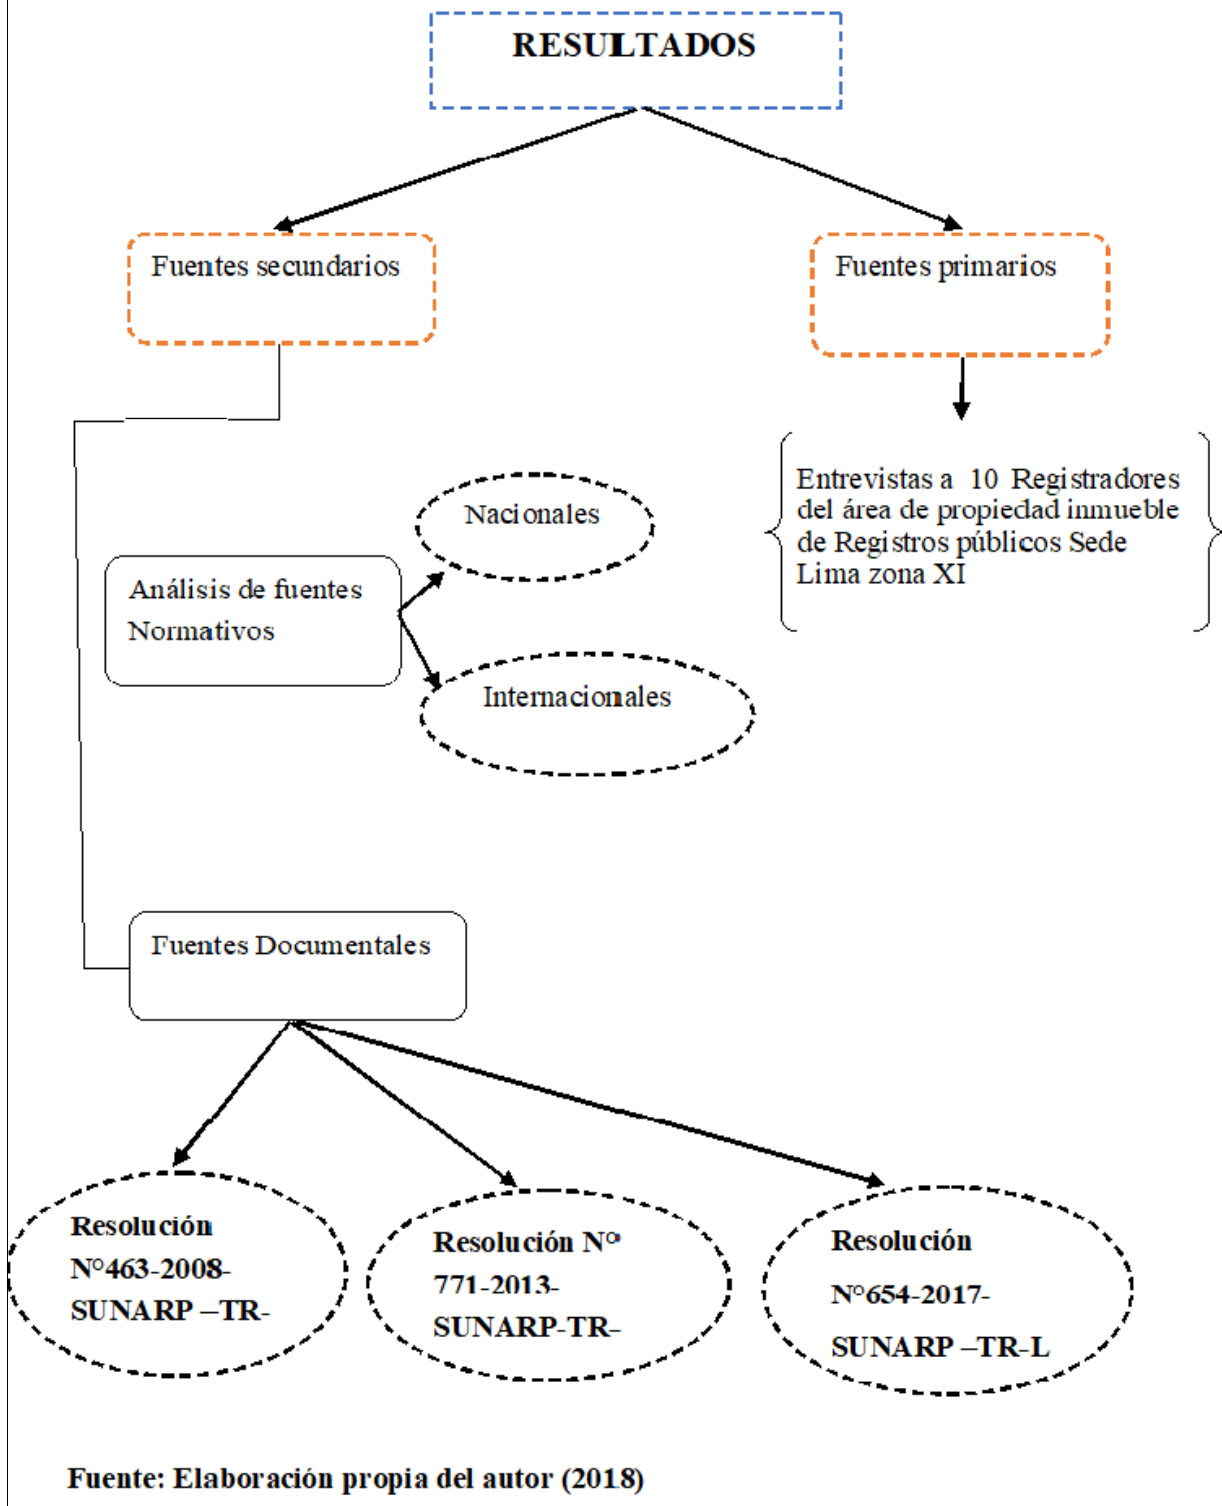 RESULTADOS
Fuentes secundarios
Fuentes primarios
Entrevistas a 10 Registradores
del área de propiedad inmueble
de Registros públicos Sede
Lima zona XI
Nacionales
Análisis de fuentes
Normativos
Internacionales
Fuentes Documentales
Resolución
N°463-2008-
SUNARP –TR-
Resolución N°
771-2013-
SUNARP-TR-
Resolución
N°654-2017-
SUNARP –TR-L
Fuente: Elaboración propia del autor (2018)